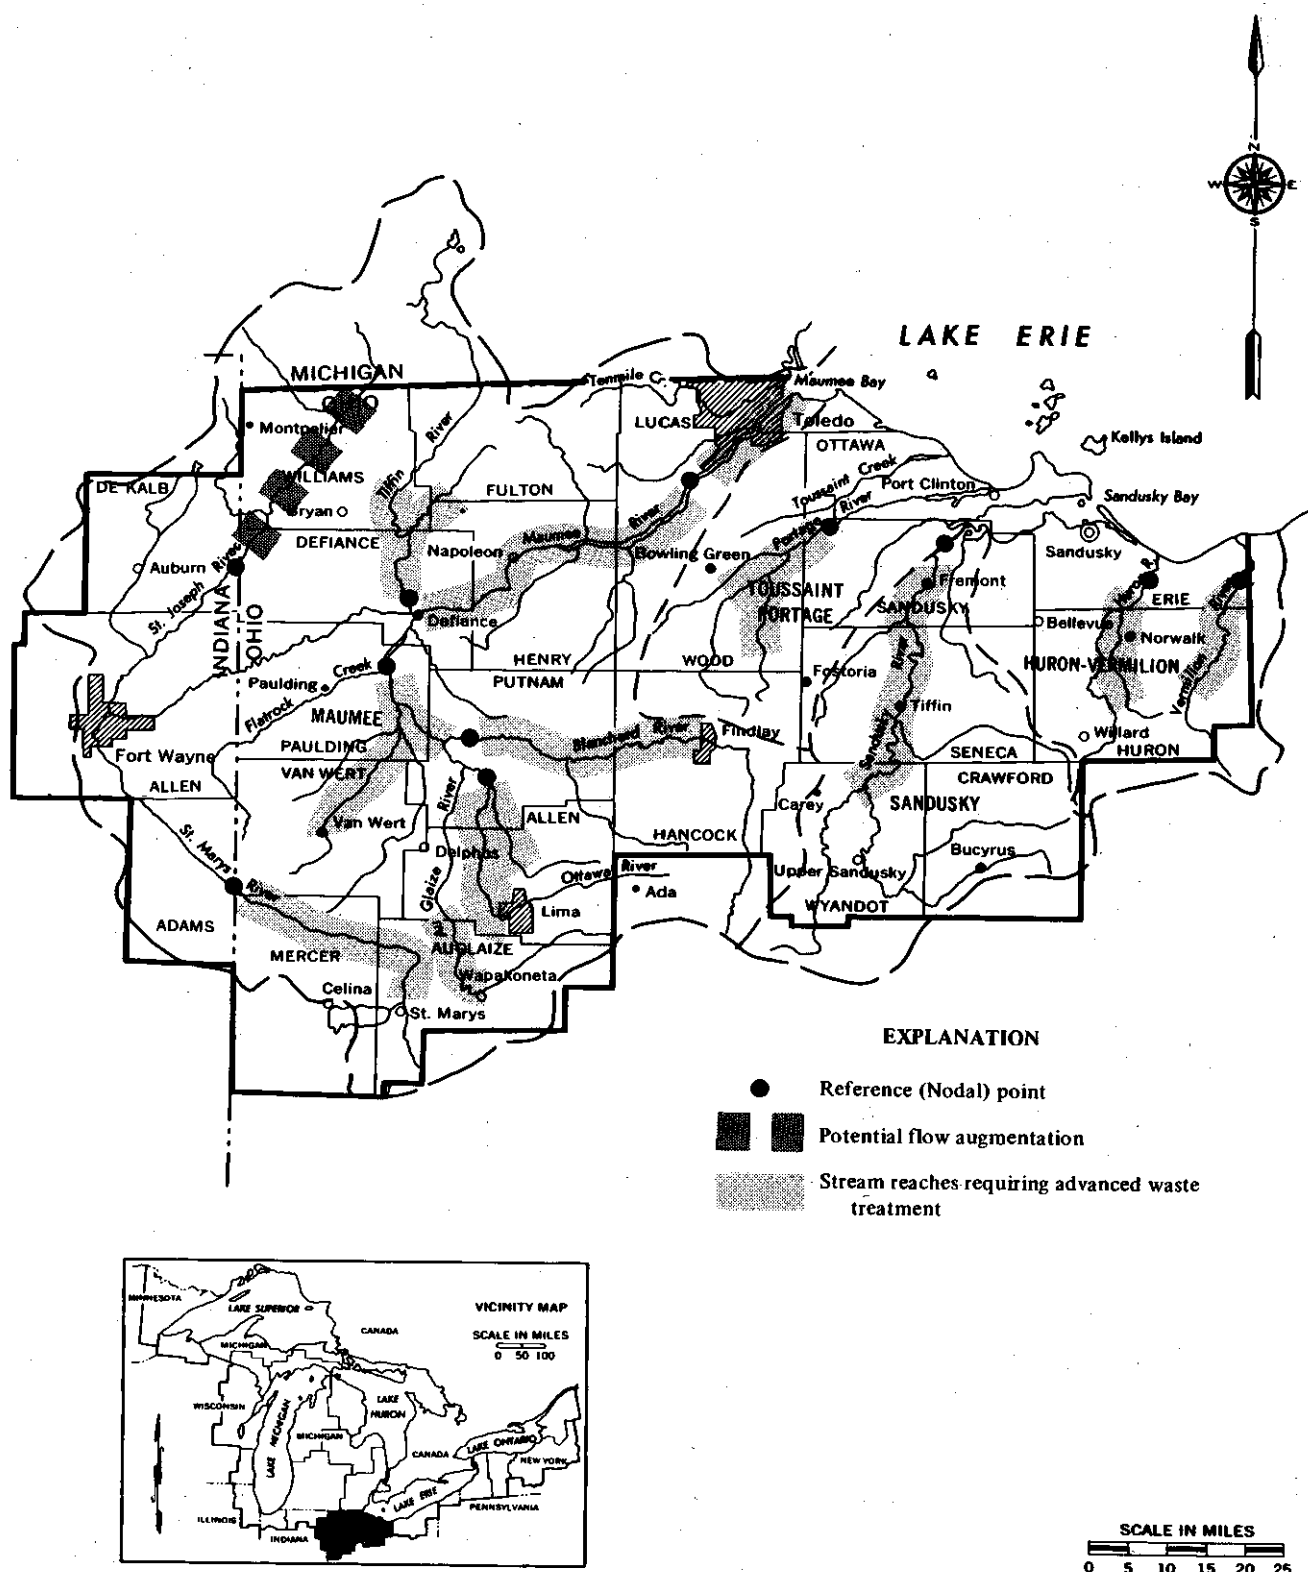 N
W E
S
LAKE ERIE
MICHIGAN
Tenmile Cr.
Maumee Bay
LUCAS
Toledo
Montpelier
River
OTTAWA
Kellys Island
WILLIAMS
Tiffin
FULTON
Toussaint Creek
Port Clinton
DE KALB
Bryan
River
Portage River
Sandusky Bay
DEFIANCE
Napoleon
Maumee
Bowling Green
Sandusky
Auburn
St. Joseph River
Huron R.
Fremont
TOUSSAINT
PORTAGE
SANDUSKY
ERIE
River
INDIANA
OHIO
Defiance
Bellevue
Norwalk
HENRY
WOOD
River
HURON-VERMILION
PUTNAM
Fostoria
Paulding
Flatrock Creek
Vermilion
MAUMEE
Tiffin
Sandusky
Blanchard River
Findlay
Willard
Fort Wayne
PAULDING
SENECA
HURON
VAN WERT
CRAWFORD
ALLEN
River
Carey
SANDUSKY
Van Wert
ALLEN
St. Marys
HANCOCK
Delphos
Bucyrus
River
Glaize
Ottawa River
Upper Sandusky
Ada
Lima
WYANDOT
ADAMS
AUGLAIZE
MERCER
Wapakoneta
Celina
St. Marys
EXPLANATION
Reference (Nodal) point
Potential flow augmentation
Stream reaches requiring advanced waste
treatment
MINNESOTA
LAKE SUPERIOR
VICINITY MAP
CANADA
SCALE IN MILES
MICHIGAN
0 50 100
WISCONSIN
LAKE
HURON
LAKE MICHIGAN
MICHIGAN
CANADA
LAKE ONTARIO
NEW YORK
LAKE ERIE
PENNSYLVANIA
ILLINOIS
INDIANA
SCALE IN MILES
0 5 10 15 20 25